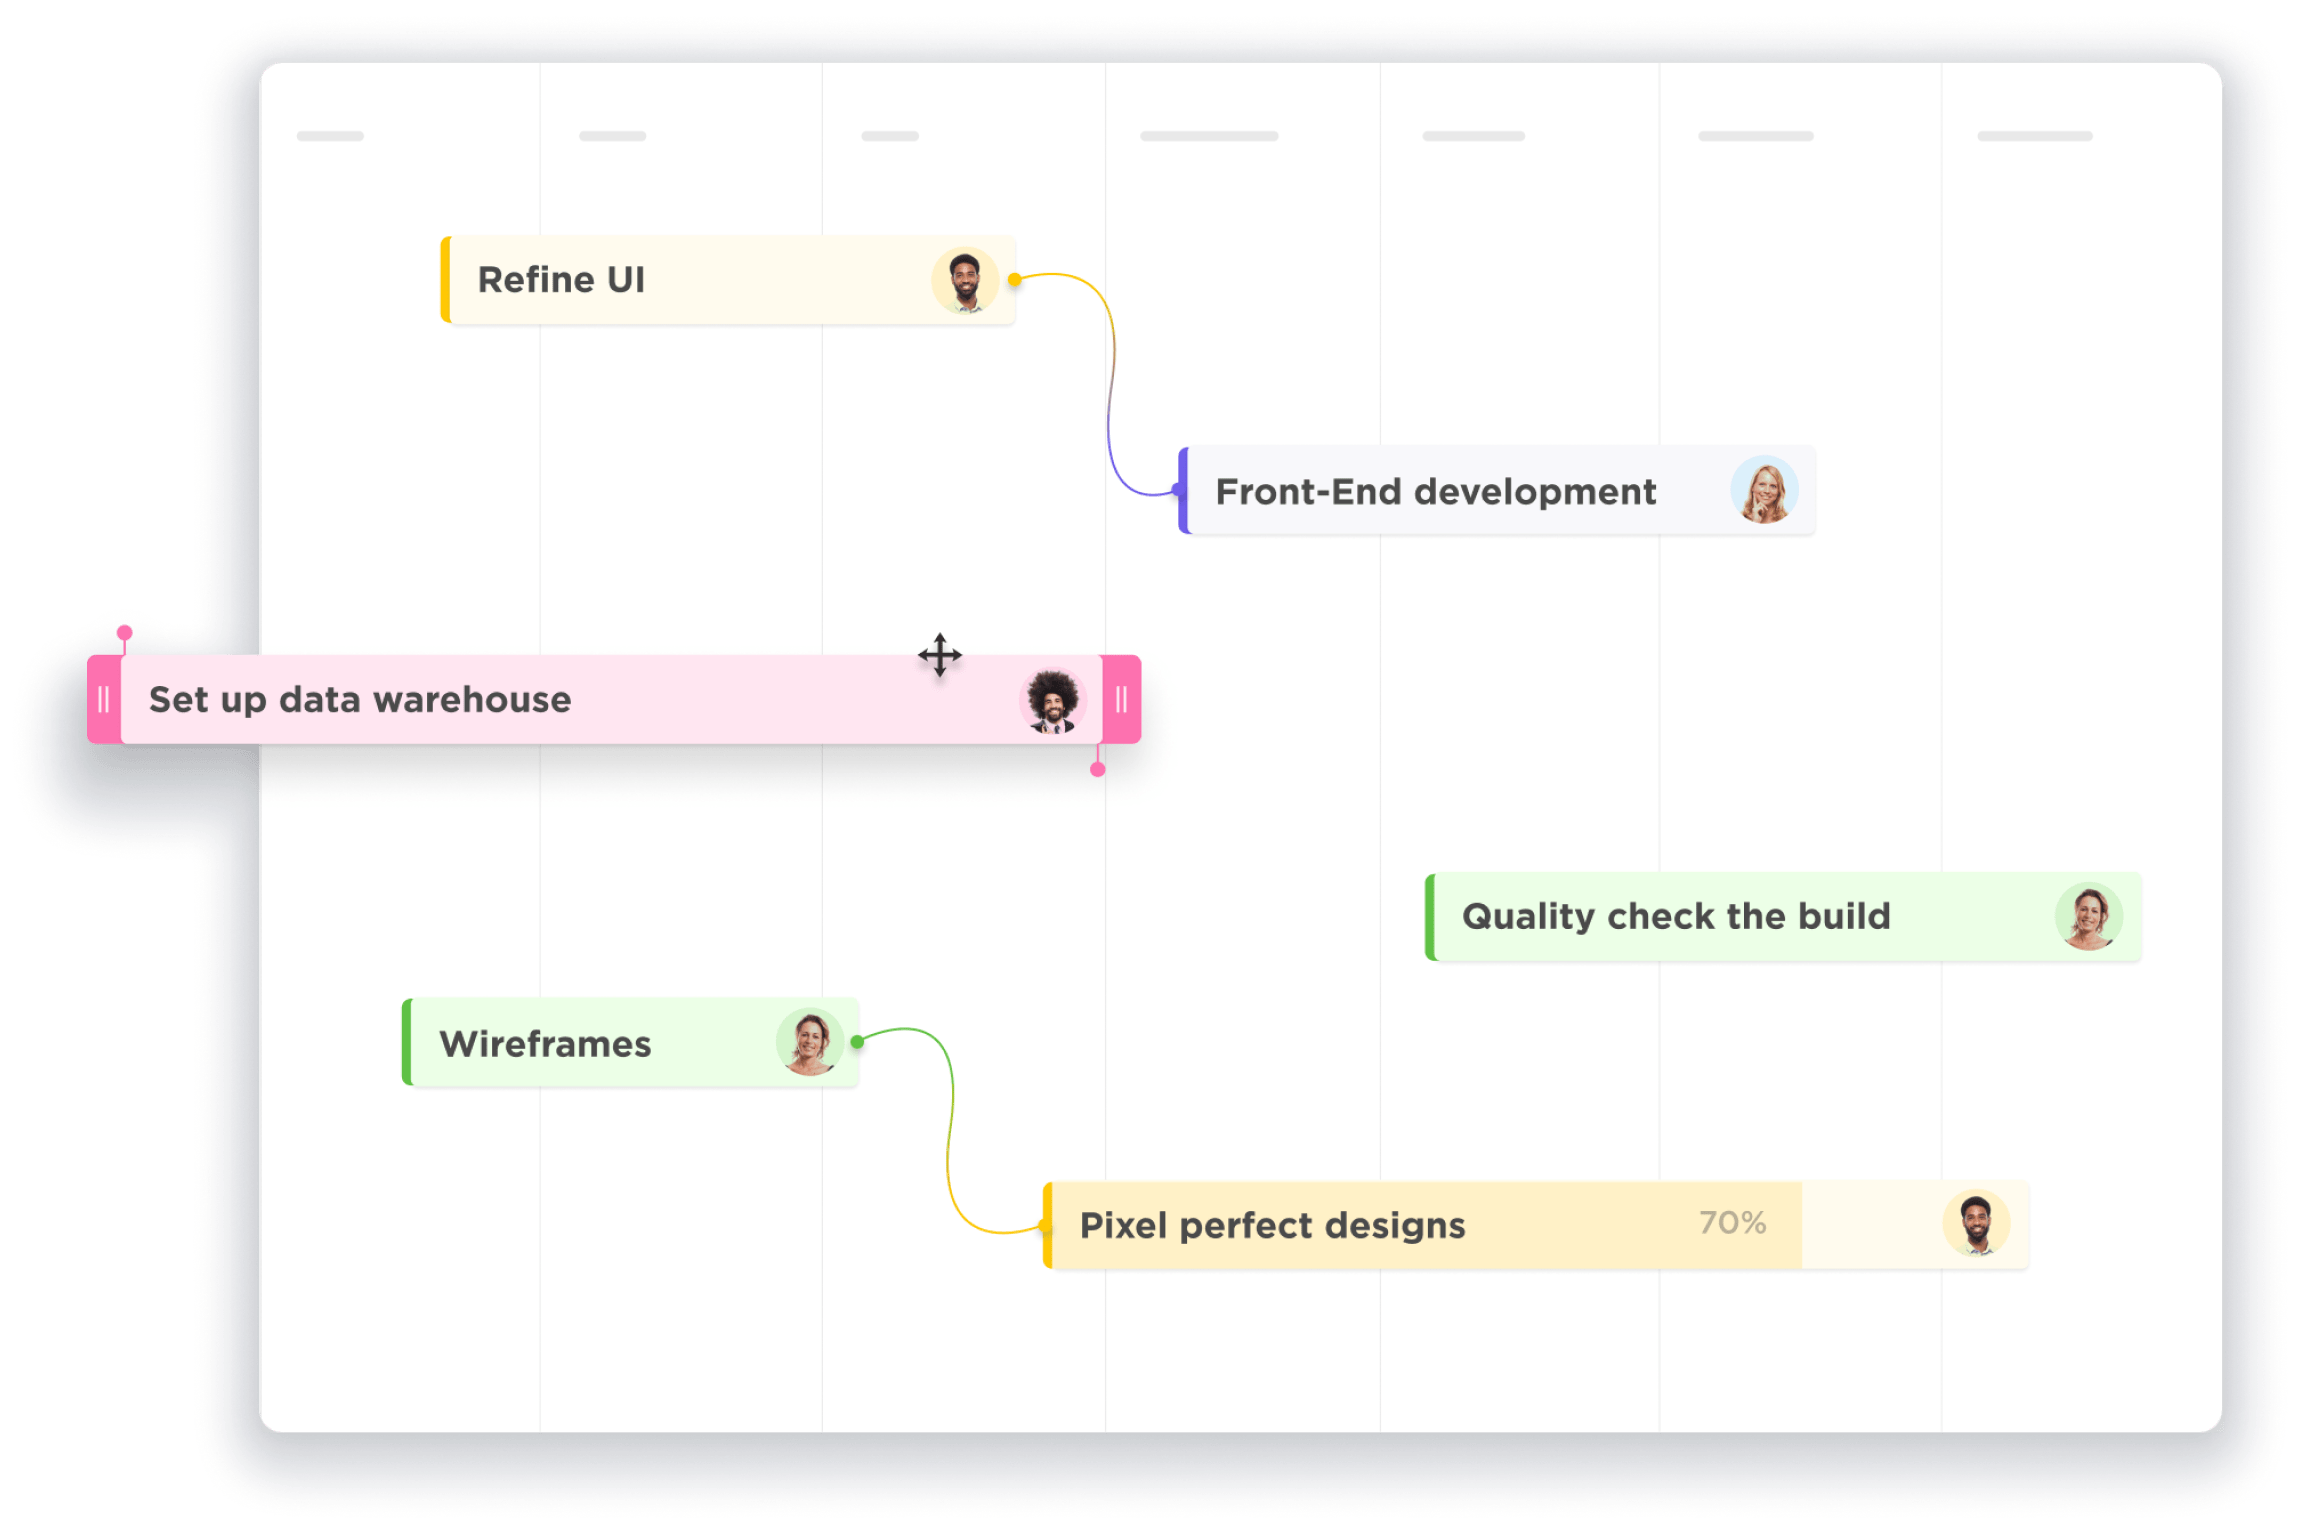 Refine UI
Front-End development
Set up data warehouse
Quality check the build
Wireframes
Pixel perfect designs 70%